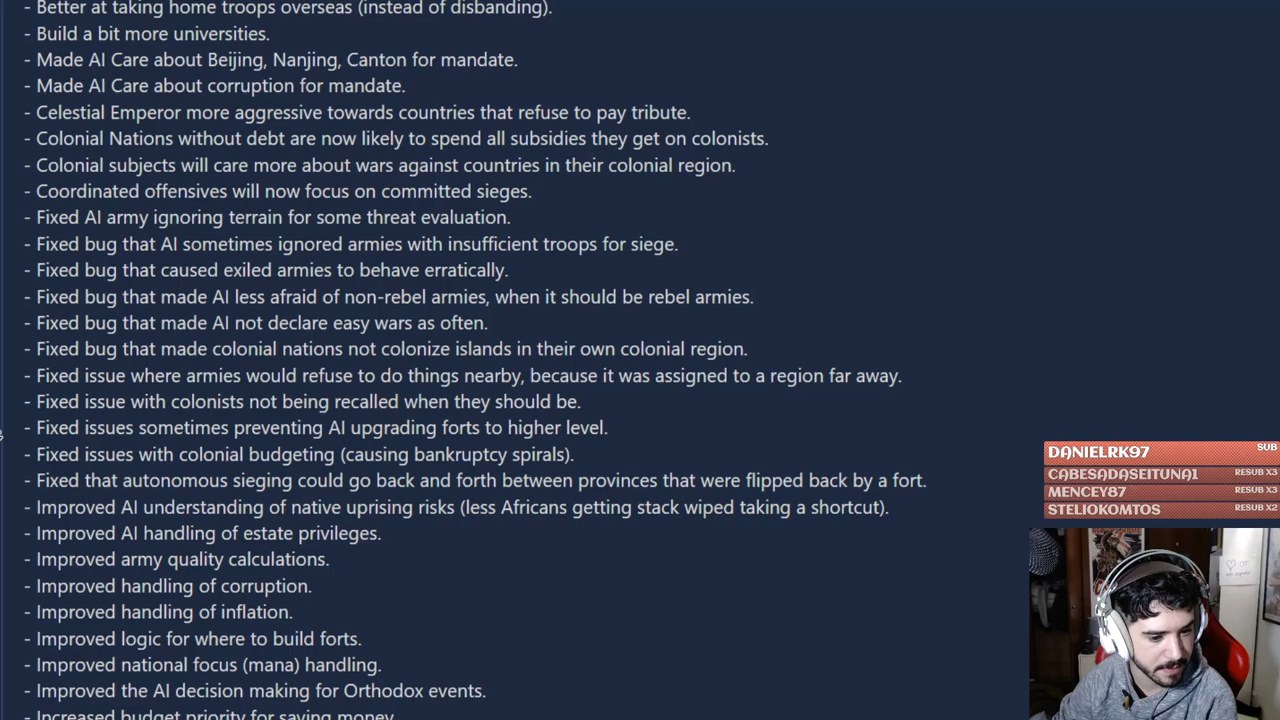 - Better at taking home troops overseas (instead of disbanding).
- Build a bit more universities.
- Made AI Care about Beijing, Nanjing, Canton for mandate.
- Made AI Care about corruption for mandate.
- Celestial Emperor more aggressive towards countries that refuse to pay tribute.
- Colonial Nations without debt are now likely to spend all subsidies they get on colonists.
- Colonial subjects will care more about wars against countries in their colonial region.
- Coordinated offensives will now focus on committed sieges.
- Fixed AI army ignoring terrain for some threat evaluation.
- Fixed bug that AI sometimes ignored armies with insufficient troops for siege.
- Fixed bug that caused exiled armies to behave erratically.
- Fixed bug that made AI less afraid of non-rebel armies, when it should be rebel armies.
- Fixed bug that made AI not declare easy wars as often.
- Fixed bug that made colonial nations not colonize islands in their own colonial region.
- Fixed issue where armies would refuse to do things nearby, because it was assigned to a region far away.
- Fixed issue with colonists not being recalled when they should be.
- Fixed issues sometimes preventing AI upgrading forts to higher level.
- Fixed issues with colonial budgeting (causing bankruptcy spirals).
- Fixed that autonomous sieging could go back and forth between provinces that were flipped back by a fort.
- Improved AI understanding of native uprising risks (less Africans getting stack wiped taking a shortcut).
- Improved AI handling of estate privileges.
- Improved army quality calculations.
- Improved handling of corruption.
- Improved handling of inflation.
- Improved logic for where to build forts.
- Improved national focus (mana) handling.
- Improved the AI decision making for Orthodox events.
- Increased budget priority for saving money.
DANIELRK97 SUB
CABESADASEITUNA1 RESUB X3
MENCEY87 RESUB X3
STELIOKOMTOS RESUB X2